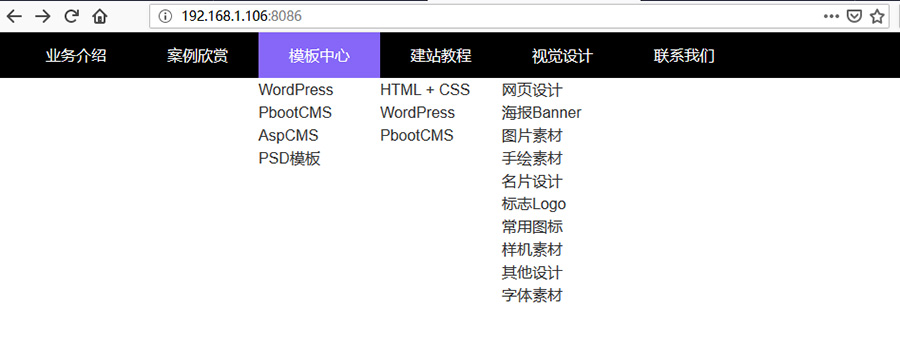 192.168.1.106:8086
业务介绍 案例欣赏 模板中心 建站教程 视觉设计 联系我们
WordPress HTML + CSS 网页设计
PbootCMS WordPress 海报Banner
AspCMS PbootCMS 图片素材
PSD模板 手绘素材
名片设计
标志Logo
常用图标
样机素材
其他设计
字体素材